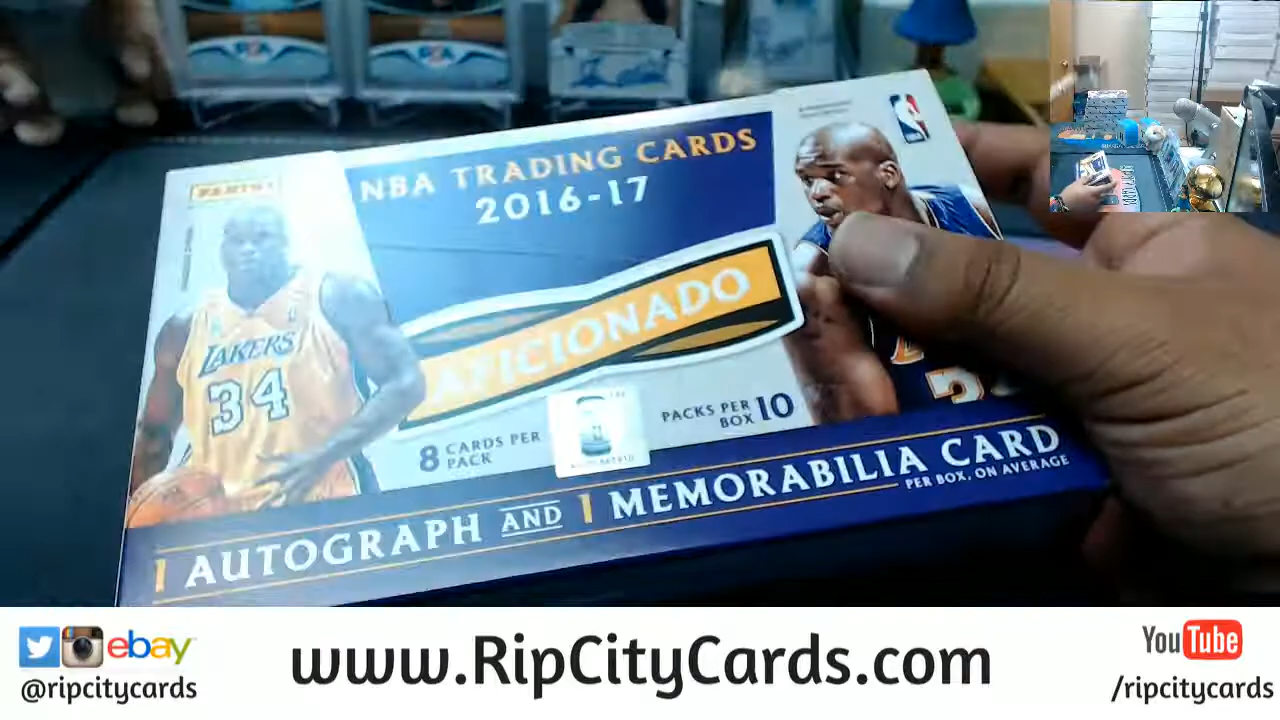 PANINI
NBA TRADING CARDS
2016-17
AFICIONADO
LAKERS
34
8 CARDS PER
PACK
PACKS PER
BOX 10
1 AUTOGRAPH AND 1 MEMORABILIA CARD
PER BOX, ON AVERAGE
ebay
@ripcitycards
www.RipCityCards.com
YouTube
/ripcitycards